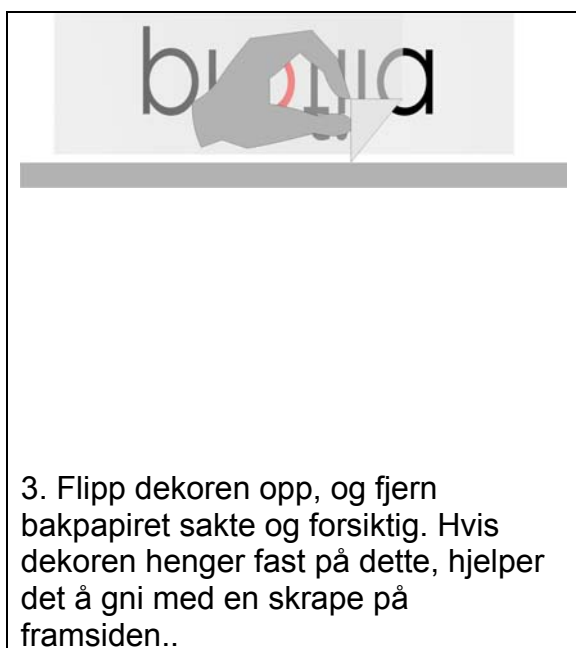 3. Flipp dekoren opp, og fjern
bakpapiret sakte og forsiktig. Hvis
dekoren henger fast på dette, hjelper
det å gni med en skrape på
framsiden..